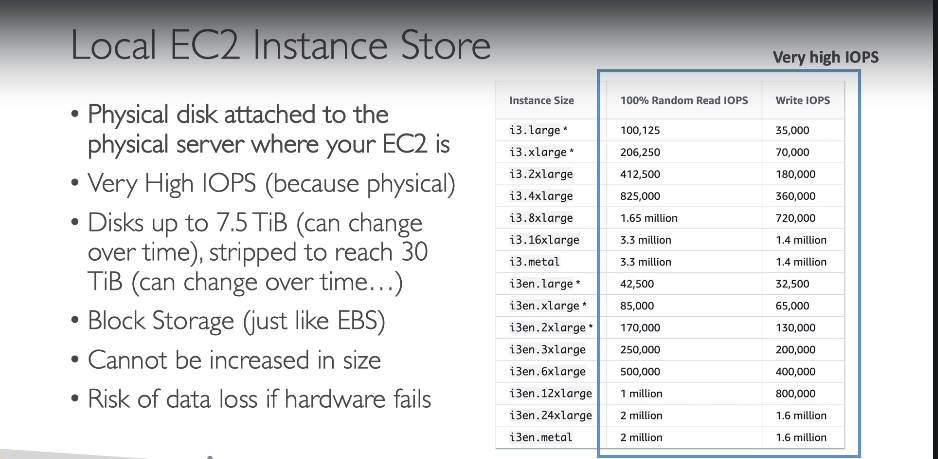 Local EC2 Instance Store
Very high IOPS
• Physical disk attached to the
physical server where your EC2 is
• Very High IOPS (because physical)
• Disks up to 7.5 TiB (can change
over time), stripped to reach 30
TiB (can change over time…)
• Block Storage (just like EBS)
• Cannot be increased in size
• Risk of data loss if hardware fails
Instance Size 100% Random Read IOPS Write IOPS
i3.large * 100,125 35,000
i3.xlarge * 206,250 70,000
i3.2xlarge 412,500 180,000
i3.4xlarge 825,000 360,000
i3.8xlarge 1.65 million 720,000
i3.16xlarge 3.3 million 1.4 million
i3.metal 3.3 million 1.4 million
i3en.large * 42,500 32,500
i3en.xlarge * 85,000 65,000
i3en.2xlarge * 170,000 130,000
i3en.3xlarge 250,000 200,000
i3en.6xlarge 500,000 400,000
i3en.12xlarge 1 million 800,000
i3en.24xlarge 2 million 1.6 million
i3en.metal 2 million 1.6 million